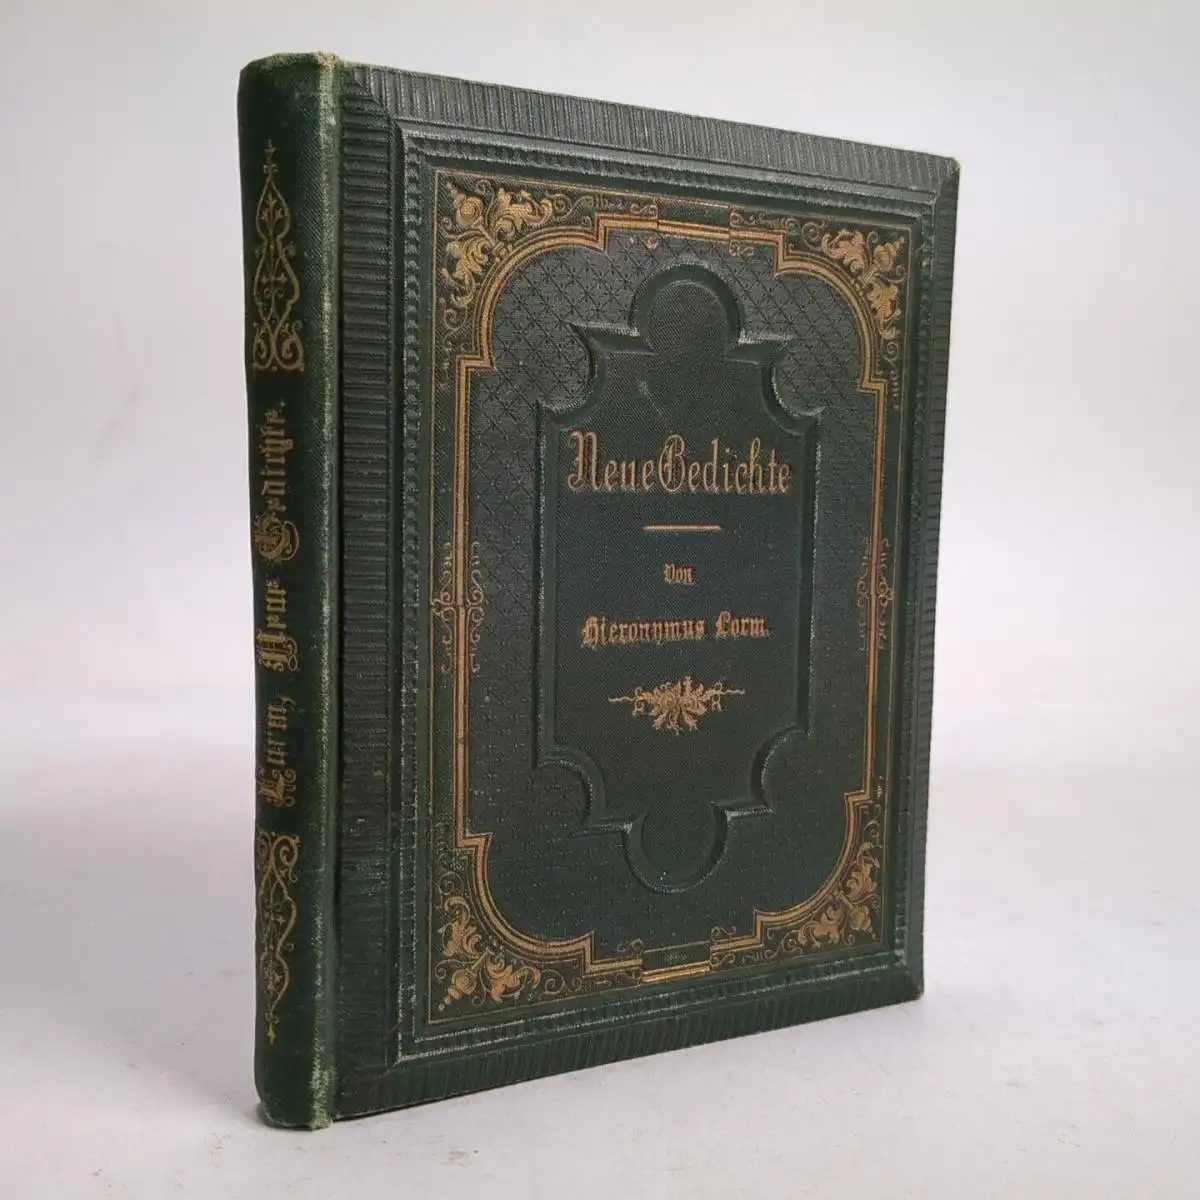 Lorm, Neue Gedichte.
Neue Gedichte
Von
Hieronymus Lorm.